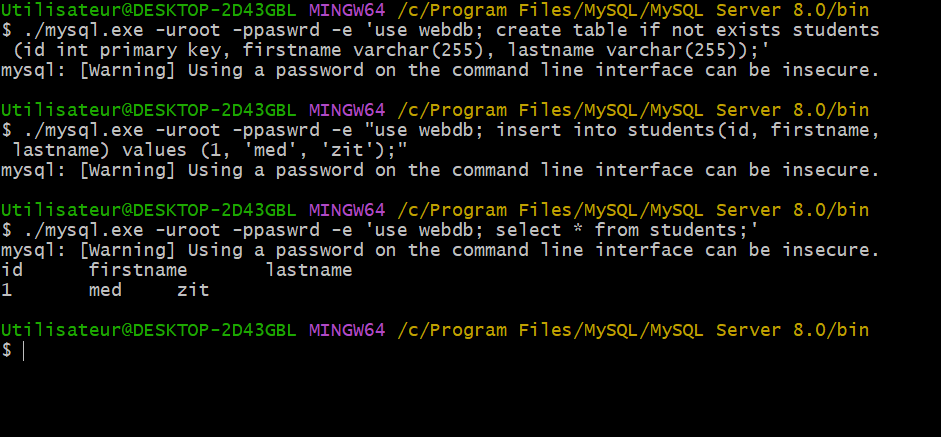 Utilisateur@DESKTOP-2D43GBL MINGW64 /c/Program Files/MySQL/MySQL Server 8.0/bin
$ ./mysql.exe -uroot -ppaswrd -e 'use webdb; create table if not exists students
(id int primary key, firstname varchar(255), lastname varchar(255));'
mysql: [Warning] Using a password on the command line interface can be insecure.
Utilisateur@DESKTOP-2D43GBL MINGW64 /c/Program Files/MySQL/MySQL Server 8.0/bin
$ ./mysql.exe -uroot -ppaswrd -e "use webdb; insert into students(id, firstname,
lastname) values (1, 'med', 'zit');"
mysql: [Warning] Using a password on the command line interface can be insecure.
Utilisateur@DESKTOP-2D43GBL MINGW64 /c/Program Files/MySQL/MySQL Server 8.0/bin
$ ./mysql.exe -uroot -ppaswrd -e 'use webdb; select * from students;'
mysql: [Warning] Using a password on the command line interface can be insecure.
id firstname lastname
1 med zit
Utilisateur@DESKTOP-2D43GBL MINGW64 /c/Program Files/MySQL/MySQL Server 8.0/bin
$